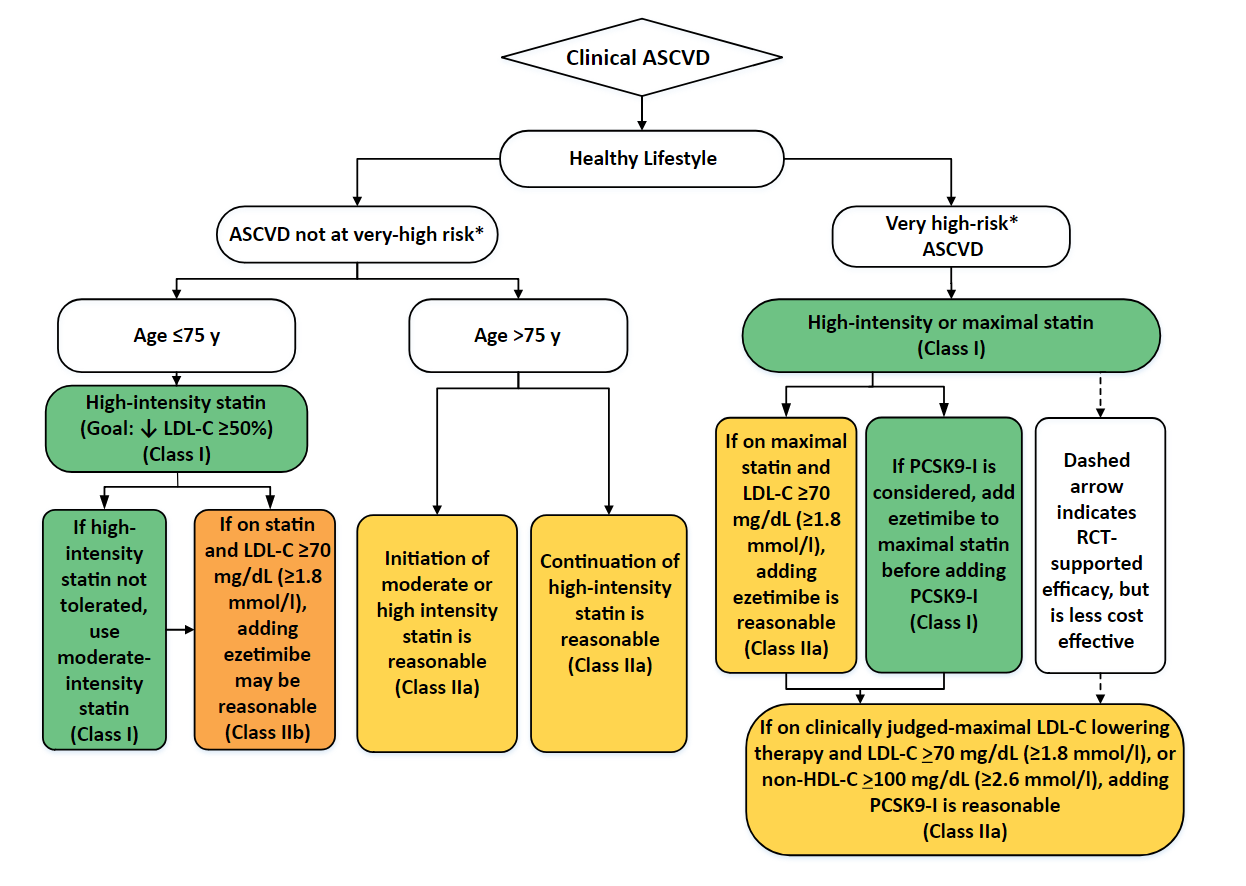 Clinical ASCVD
Healthy Lifestyle
ASCVD not at very-high risk*
Very high-risk*
ASCVD
Age ≤75 y
Age >75 y
High-intensity or maximal statin
(Class I)
High-intensity statin
(Goal: ↓ LDL-C ≥50%)
(Class I)
If high-
intensity
statin not
tolerated,
use
moderate-
intensity
statin
(Class I)
If on statin
and LDL-C ≥70
mg/dL (≥1.8
mmol/l),
adding
ezetimibe
may be
reasonable
(Class IIb)
Initiation of
moderate or
high intensity
statin is
reasonable
(Class IIa)
Continuation of
high-intensity
statin is
reasonable
(Class IIa)
If on maximal
statin and
LDL-C ≥70
mg/dL (≥1.8
mmol/l),
adding
ezetimibe is
reasonable
(Class IIa)
If PCSK9-I is
considered, add
ezetimibe to
maximal statin
before adding
PCSK9-I
(Class I)
Dashed
arrow
indicates
RCT-
supported
efficacy, but
is less cost
effective
If on clinically judged-maximal LDL-C lowering
therapy and LDL-C ≥70 mg/dL (≥1.8 mmol/l), or
non-HDL-C ≥100 mg/dL (≥2.6 mmol/l), adding
PCSK9-I is reasonable
(Class IIa)